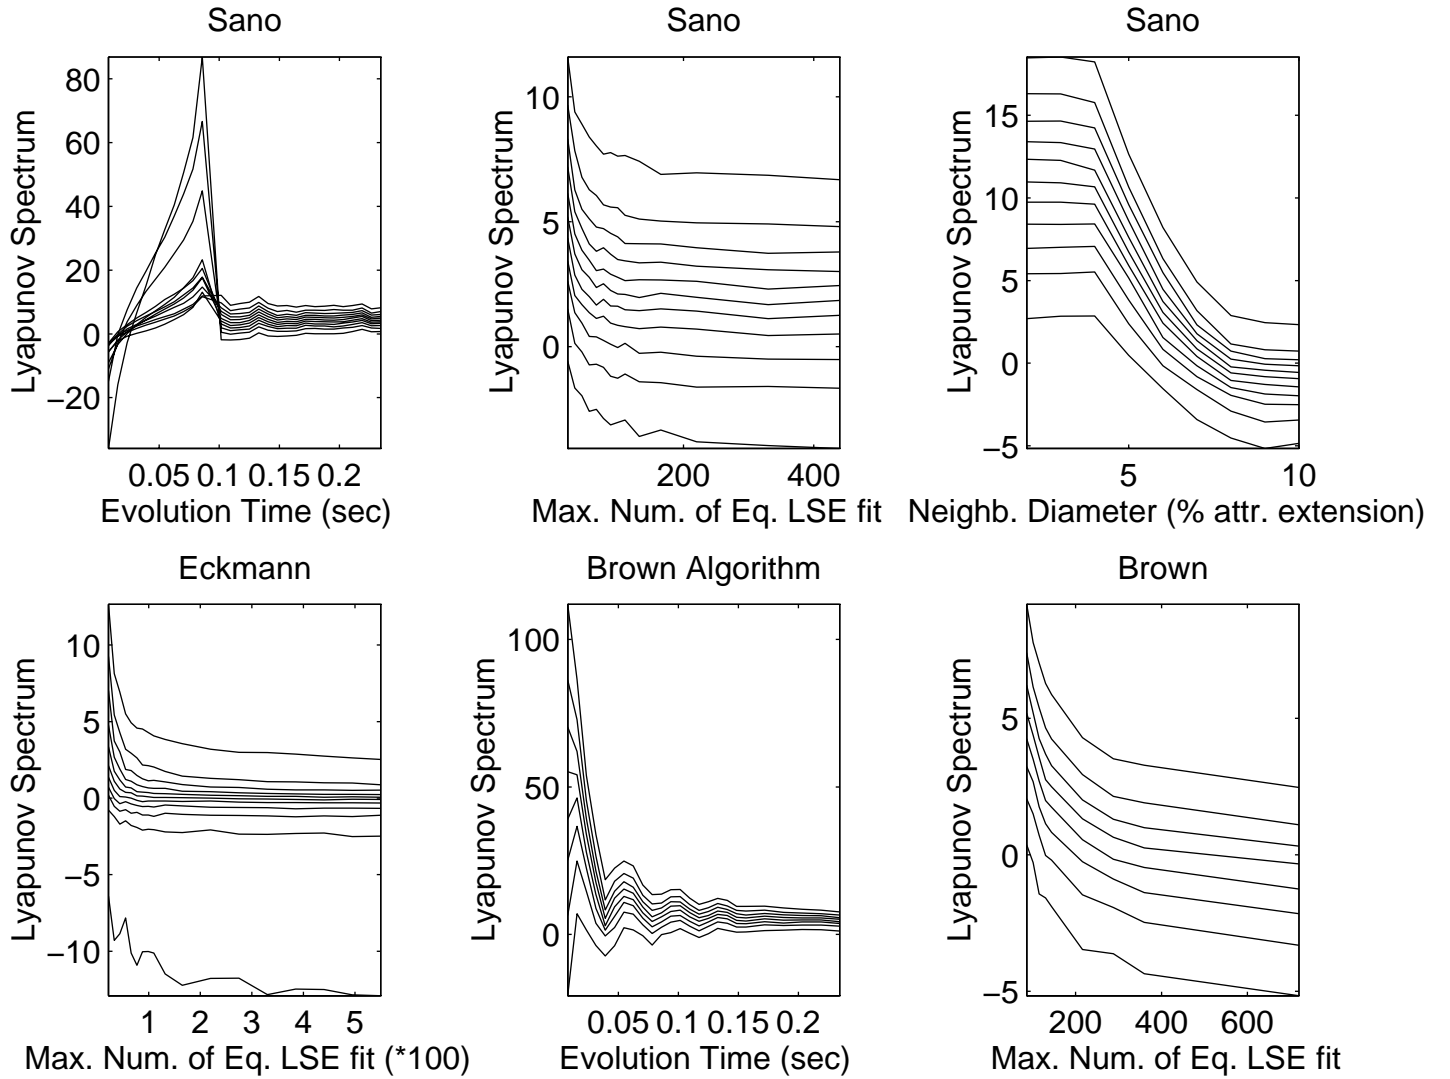 Sano
Lyapunov Spectrum
80
60
40
20
0
−20
0.05 0.1 0.15 0.2
Evolution Time (sec)
Sano
Lyapunov Spectrum
10
5
0
200 400
Max. Num. of Eq. LSE fit
Sano
Lyapunov Spectrum
15
10
5
0
−5
5 10
Neighb. Diameter (% attr. extension)
Eckmann
Lyapunov Spectrum
10
5
0
−5
−10
1 2 3 4 5
Max. Num. of Eq. LSE fit (*100)
Brown Algorithm
Lyapunov Spectrum
100
50
0
0.05 0.1 0.15 0.2
Evolution Time (sec)
Brown
Lyapunov Spectrum
5
0
−5
200 400 600
Max. Num. of Eq. LSE fit